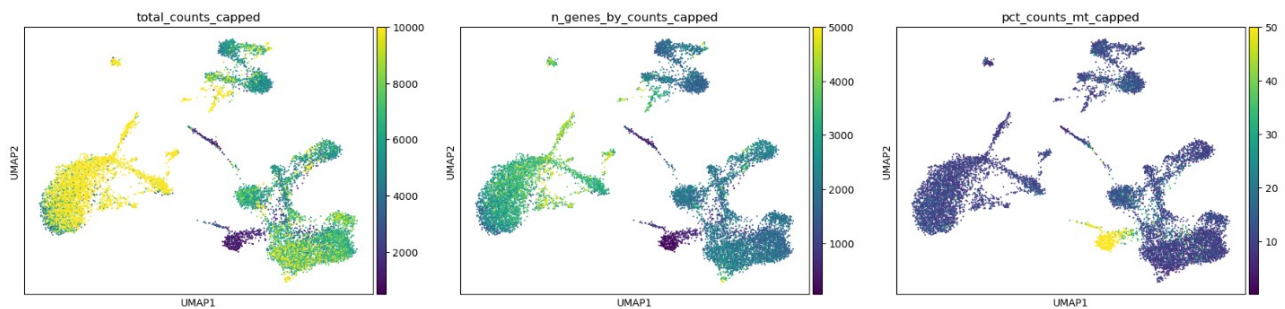 total_counts_capped
UMAP2
UMAP1
10000
8000
6000
4000
2000
n_genes_by_counts_capped
UMAP2
UMAP1
5000
4000
3000
2000
1000
pct_counts_mt_capped
UMAP2
UMAP1
50
40
30
20
10